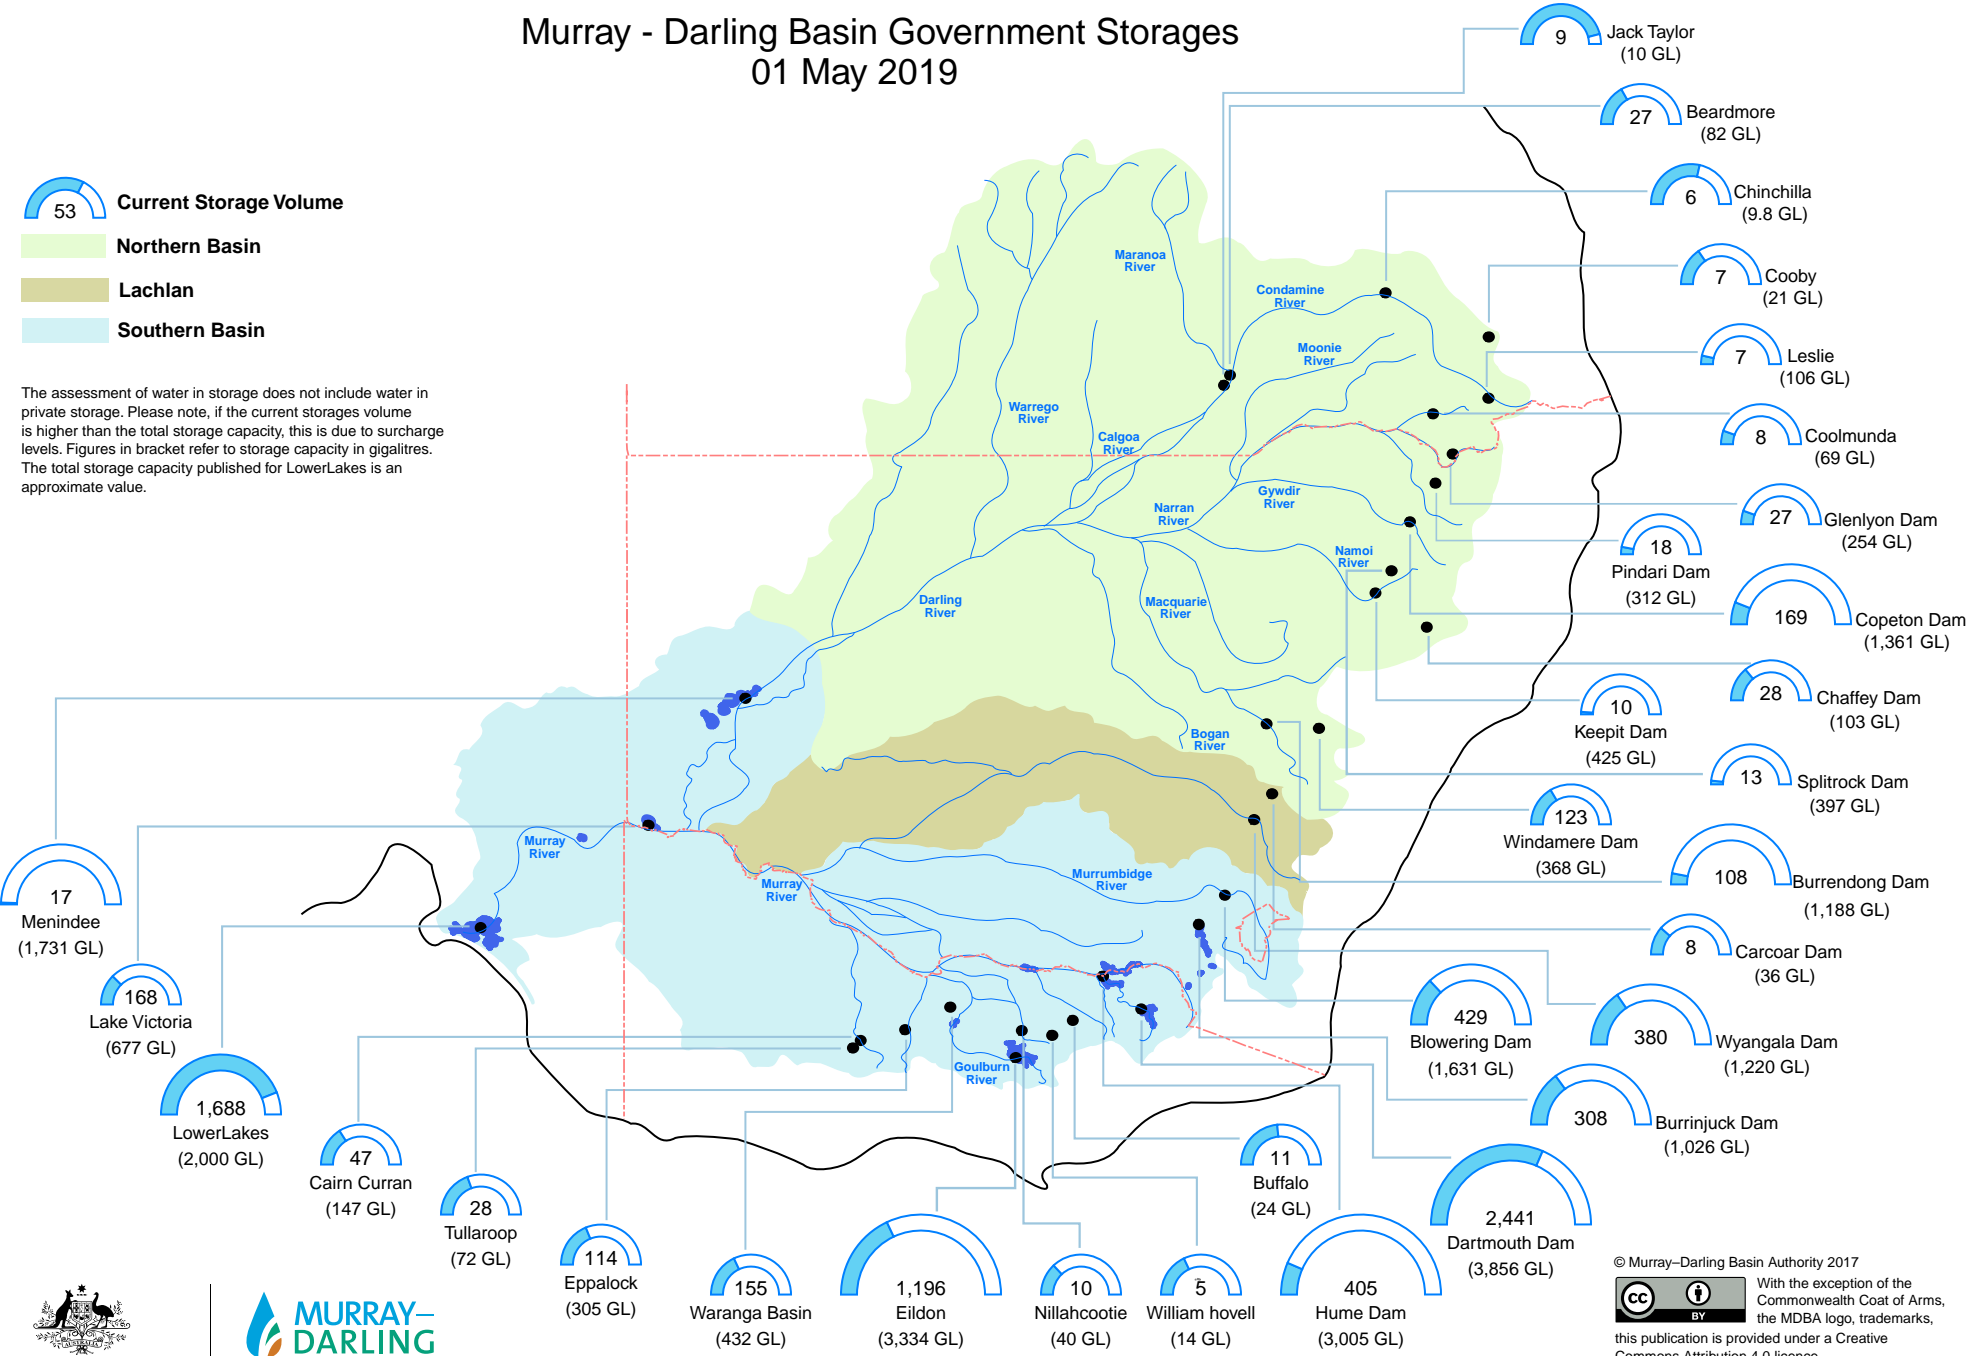 Murray - Darling Basin Government Storages
01 May 2019
53
Current Storage Volume
Northern Basin
Lachlan
Southern Basin
The assessment of water in storage does not include water in
private storage. Please note, if the current storages volume
is higher than the total storage capacity, this is due to surcharge
levels. Figures in bracket refer to storage capacity in gigalitres.
The total storage capacity published for LowerLakes is an
approximate value.
9
Jack Taylor
(10 GL)
27
Beardmore
(82 GL)
6
Chinchilla
(9.8 GL)
7
Cooby
(21 GL)
7
Leslie
(106 GL)
8
Coolmunda
(69 GL)
27
Glenlyon Dam
(254 GL)
18
Pindari Dam
(312 GL)
169
Copeton Dam
(1,361 GL)
28
Chaffey Dam
(103 GL)
10
Keepit Dam
(425 GL)
13
Splitrock Dam
(397 GL)
123
Windamere Dam
(368 GL)
108
Burrendong Dam
(1,188 GL)
8
Carcoar Dam
(36 GL)
429
Blowering Dam
(1,631 GL)
380
Wyangala Dam
(1,220 GL)
308
Burrinjuck Dam
(1,026 GL)
2,441
Dartmouth Dam
(3,856 GL)
Maranoa
River
Condamine
River
Moonie
River
Warrego
River
Calgoa
River
Gywdir
River
Narran
River
Namoi
River
Darling
River
Macquarie
River
Bogan
River
Murray
River
Murray
River
Murrumbidge
River
Goulburn
River
17
Menindee
(1,731 GL)
168
Lake Victoria
(677 GL)
1,688
LowerLakes
(2,000 GL)
47
Cairn Curran
(147 GL)
28
Tullaroop
(72 GL)
114
Eppalock
(305 GL)
155
Waranga Basin
(432 GL)
1,196
Eildon
(3,334 GL)
10
Nillahcootie
(40 GL)
5
William hovell
(14 GL)
11
Buffalo
(24 GL)
405
Hume Dam
(3,005 GL)
MURRAY–
DARLING
© Murray–Darling Basin Authority 2017
CC
BY
With the exception of the
Commonwealth Coat of Arms,
the MDBA logo, trademarks,
this publication is provided under a Creative
Commons Attribution 4.0 licence